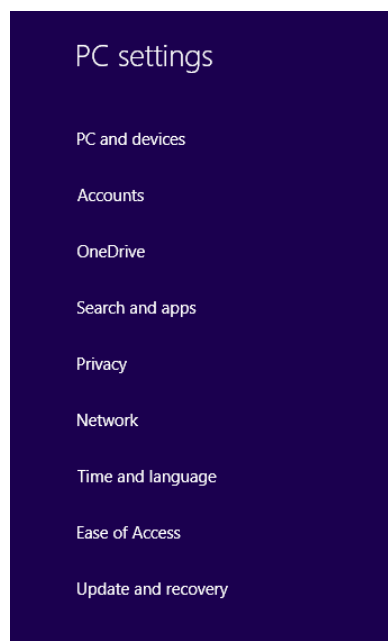 PC settings
PC and devices
Accounts
OneDrive
Search and apps
Privacy
Network
Time and language
Ease of Access
Update and recovery